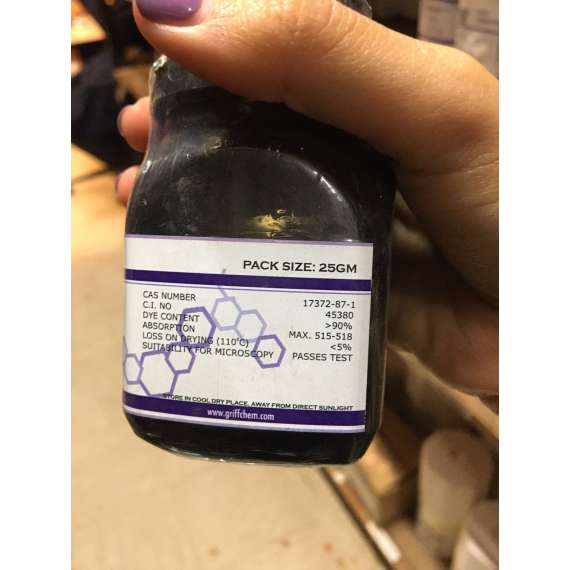 PACK SIZE: 25GM
CAS NUMBER 17372-87-1
C.I. NO 45380
DYE CONTENT >90%
ABSORPTION MAX. 515-518
LOSS ON DRYING (110°C) <5%
SUITABILITY FOR MICROSCOPY PASSES TEST
STORE IN COOL DRY PLACE, AWAY FROM DIRECT SUNLIGHT
www.griffchem.com